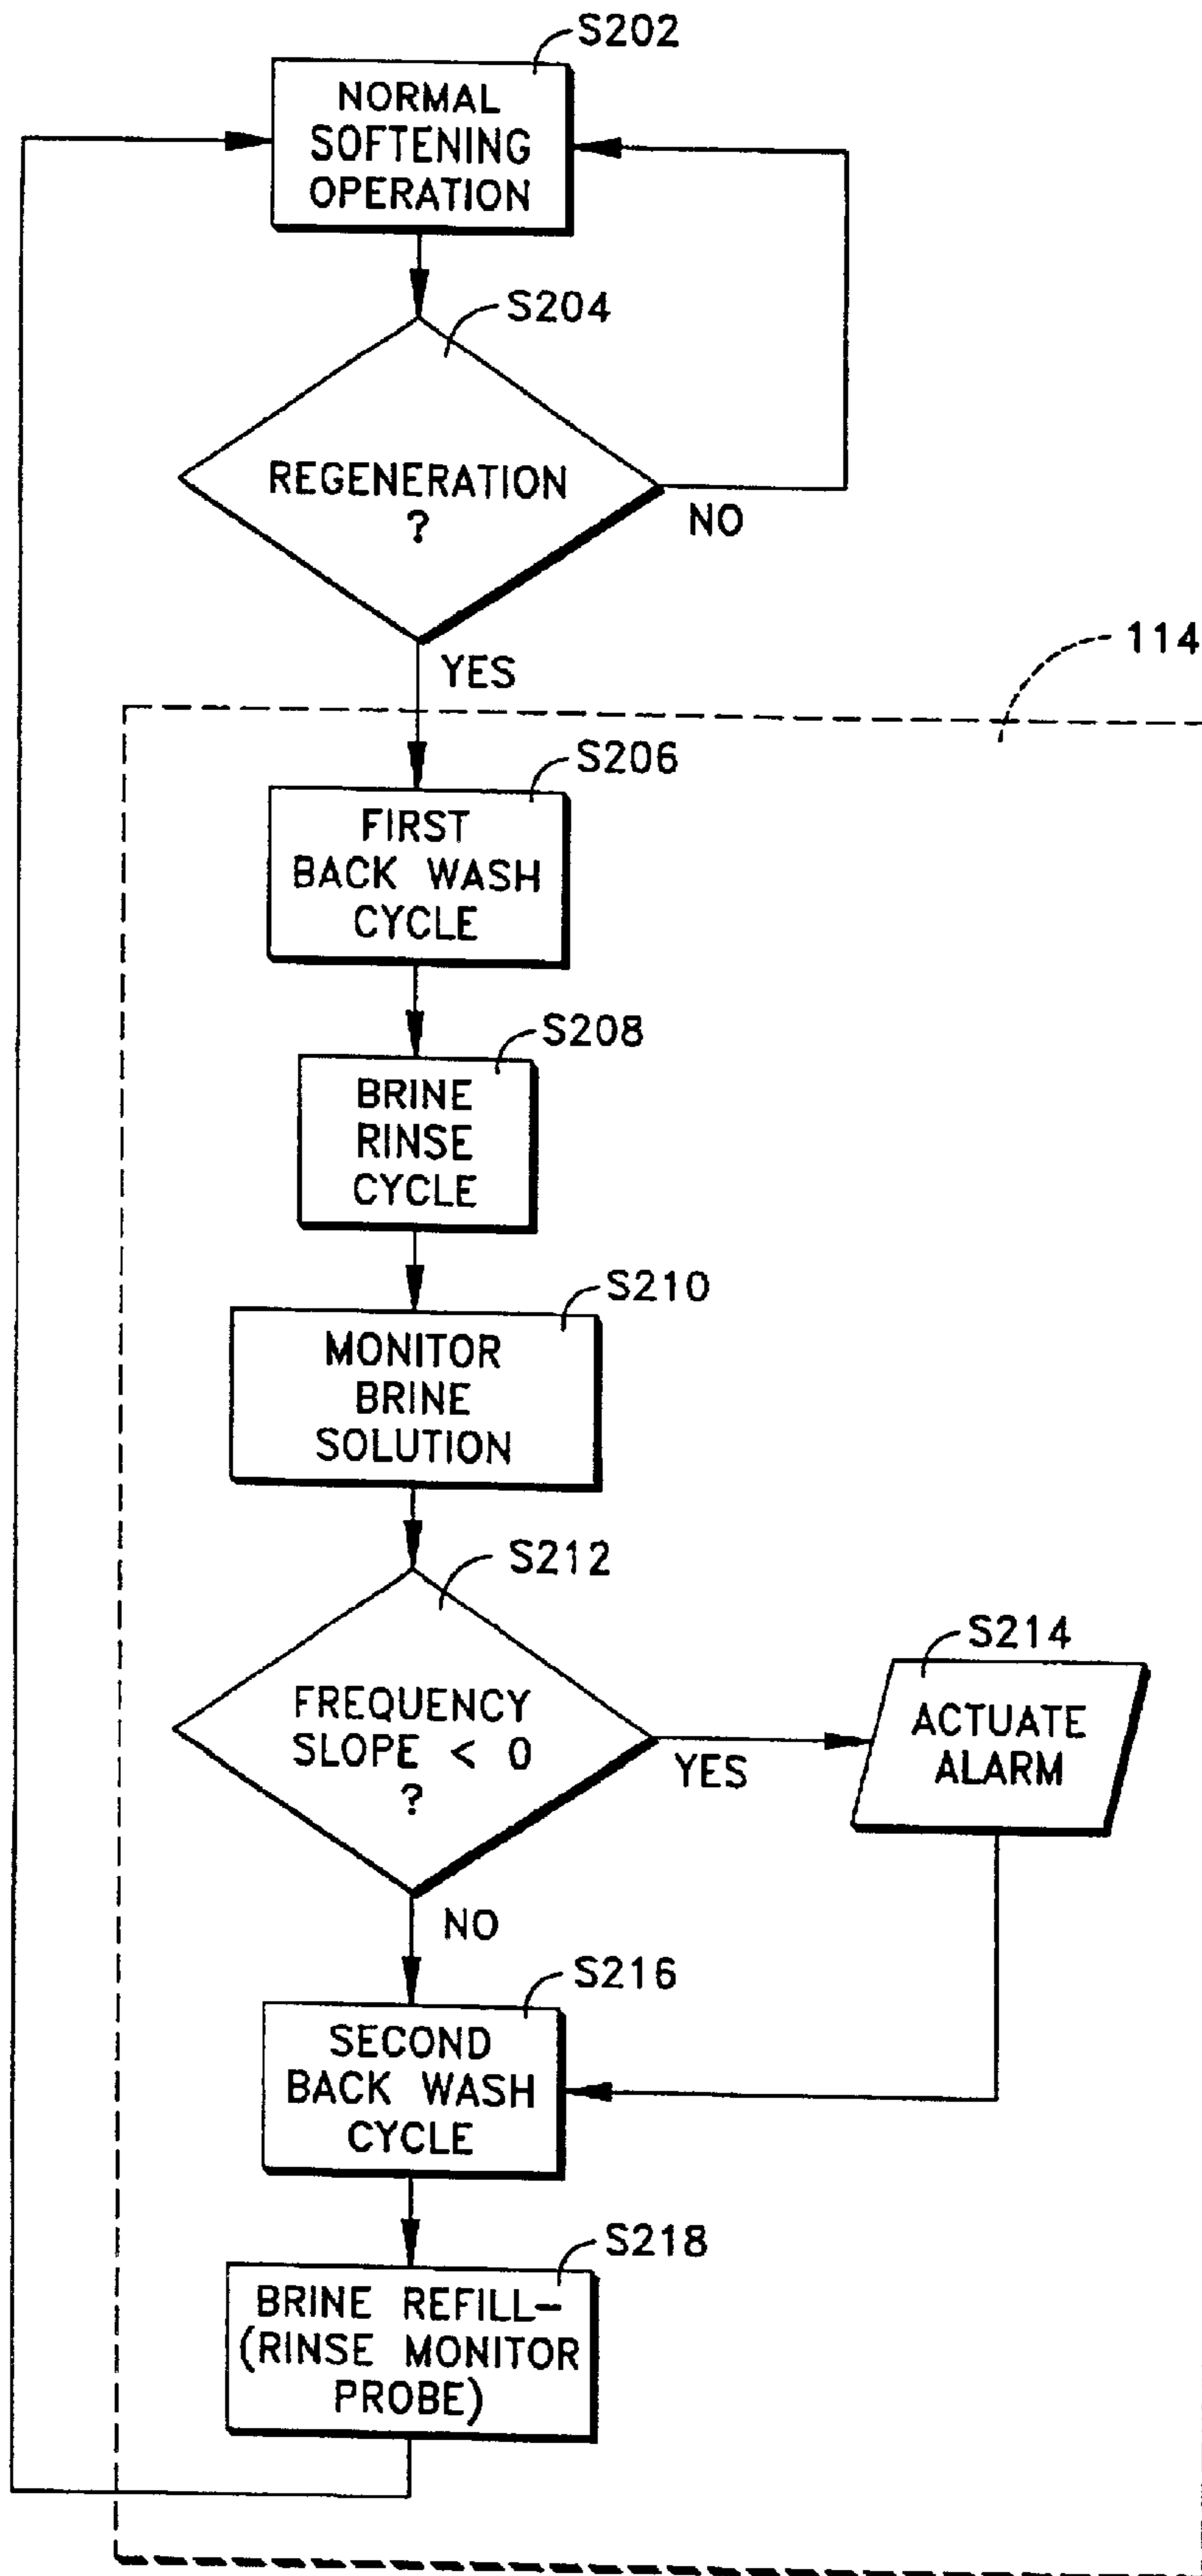 S202
NORMAL
SOFTENING
OPERATION
S204
REGENERATION
?
NO
YES
114
S206
FIRST
BACK WASH
CYCLE
S208
BRINE
RINSE
CYCLE
S210
MONITOR
BRINE
SOLUTION
S212
FREQUENCY
SLOPE < 0
?
YES
NO
S214
ACTUATE
ALARM
S216
SECOND
BACK WASH
CYCLE
S218
BRINE REFILL-
(RINSE MONITOR
PROBE)